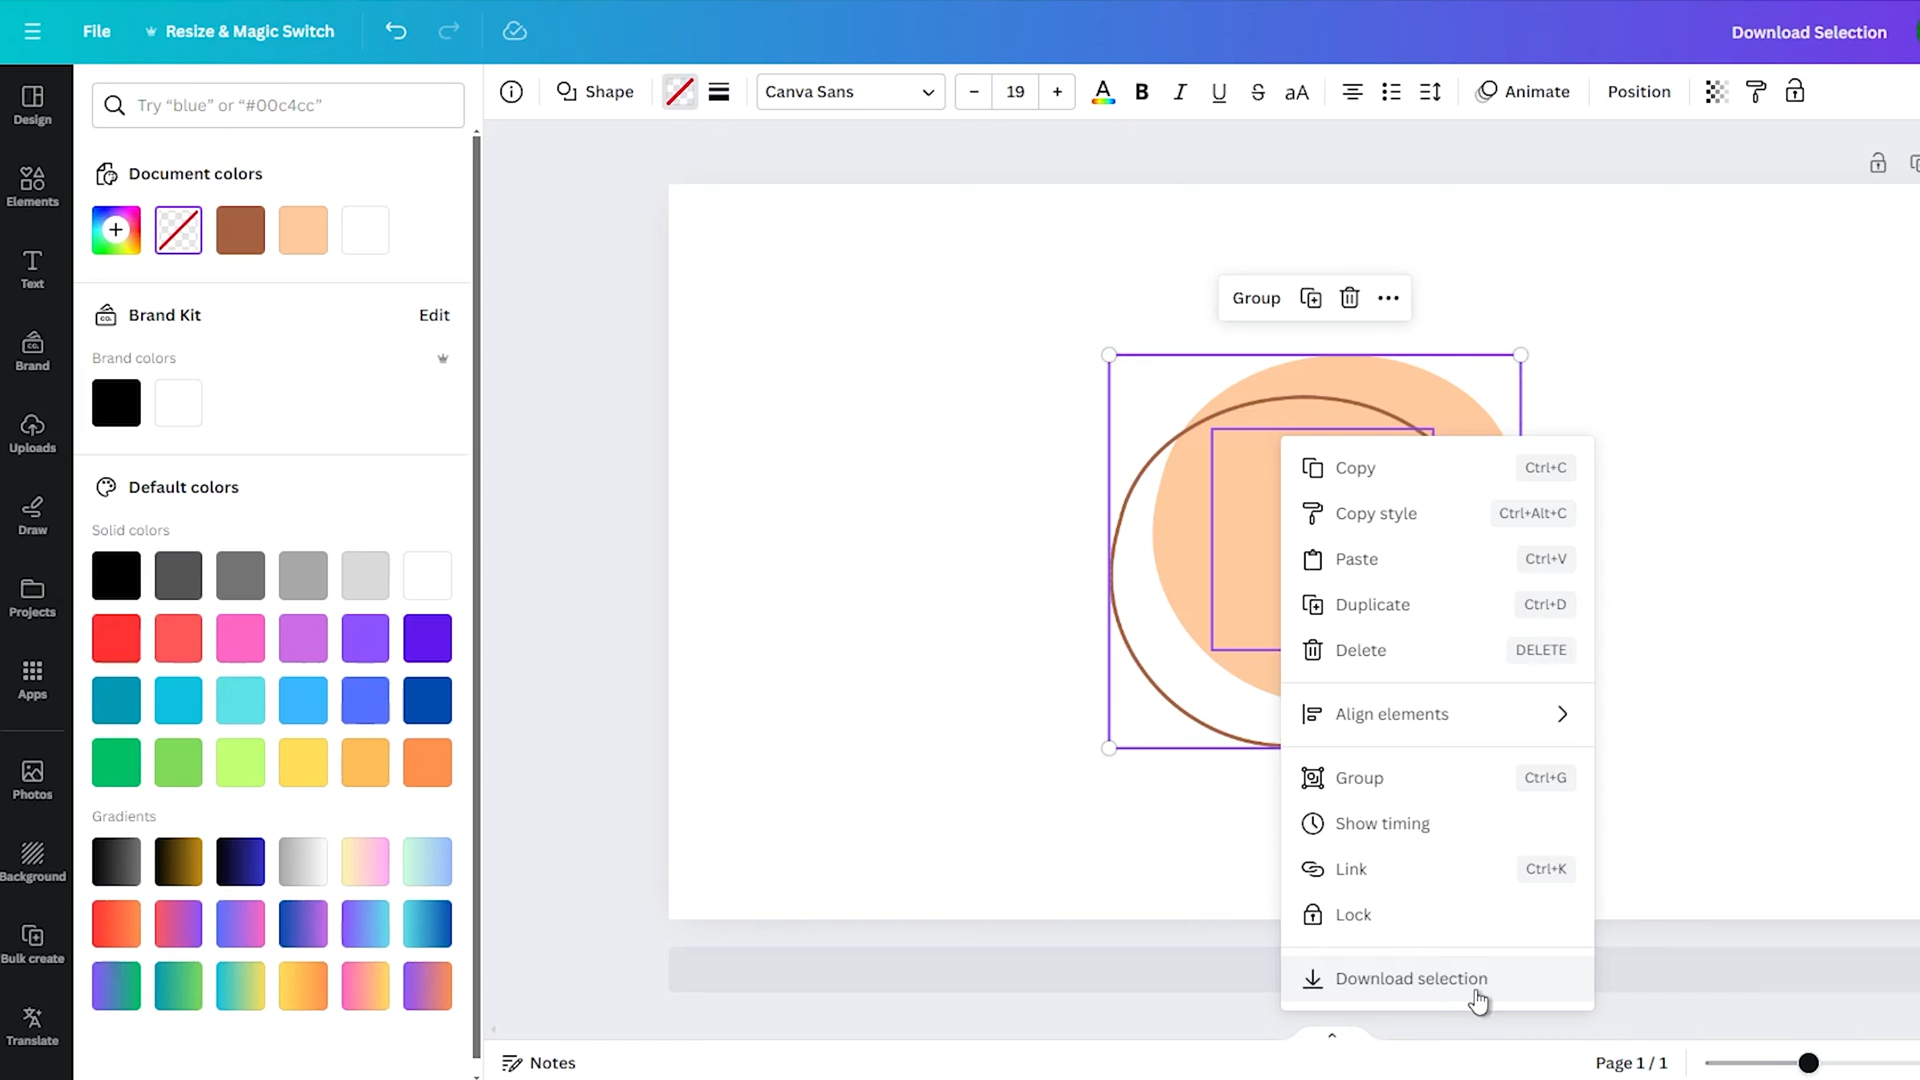 File
Resize & Magic Switch
Download Selection
Design
Elements
Text
Brand
Uploads
Draw
Projects
Apps
Photos
Background
Bulk create
Translate
Try “blue” or “#00c4cc”
Document colors
Brand Kit
Edit
Brand colors
CO.
Default colors
Solid colors
Gradients
Shape
Canva Sans
19
A
B
I
U
S
aA
Animate
Position
Group
Copy Ctrl+C
Copy style Ctrl+Alt+C
Paste Ctrl+V
Duplicate Ctrl+D
Delete DELETE
Align elements
Group Ctrl+G
Show timing
Link Ctrl+K
Lock
Download selection
Notes
Page 1 / 1